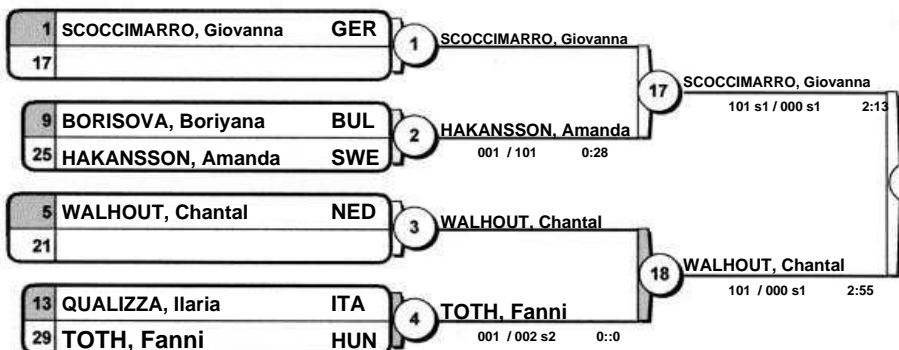 1 SCOCCIMARRO, Giovanna GER
17
1
SCOCCIMARRO, Giovanna
9 BORISOVA, Boriyana BUL
25 HAKANSSON, Amanda SWE
2
HAKANSSON, Amanda
001 / 101 0:28
17
SCOCCIMARRO, Giovanna
101 s1 / 000 s1 2:13
5 WALHOUT, Chantal NED
21
3
WALHOUT, Chantal
13 QUALIZZA, Ilaria ITA
29 TOTH, Fanni HUN
4
TOTH, Fanni
001 / 002 s2 0::0
18
WALHOUT, Chantal
101 / 000 s1 2:55